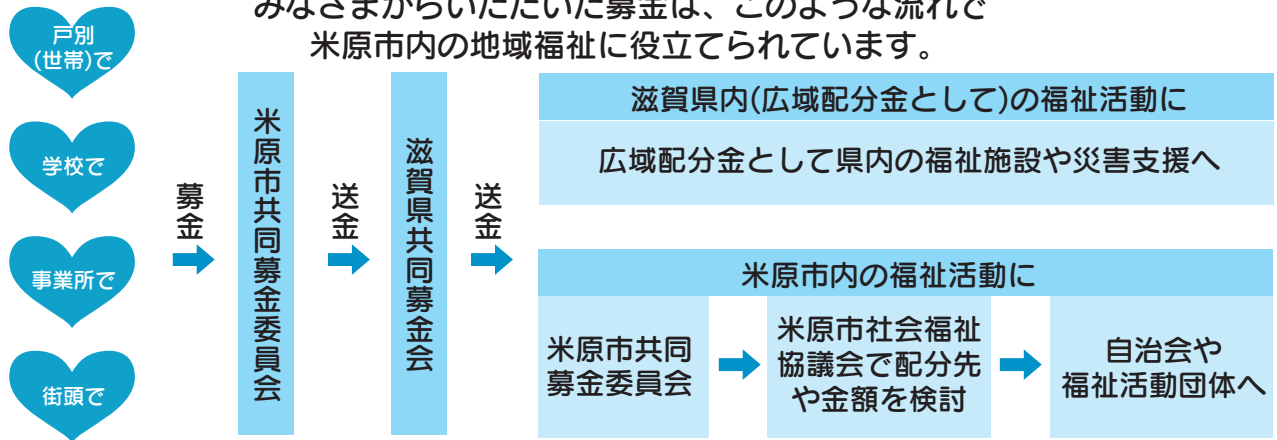 みなさまからいただいた募金は、このような流れで
米原市内の地域福祉に役立てられています。
戸別
(世帯)で
学校で
事業所で
街頭で
募金
米原市共同募金委員会
送金
滋賀県共同募金会
送金
滋賀県内(広域配分金として)の福祉活動に
広域配分金として県内の福祉施設や災害支援へ
米原市内の福祉活動に
米原市共同
募金委員会
米原市社会福祉
協議会で配分先
や金額を検討
自治会や
福祉活動団体へ